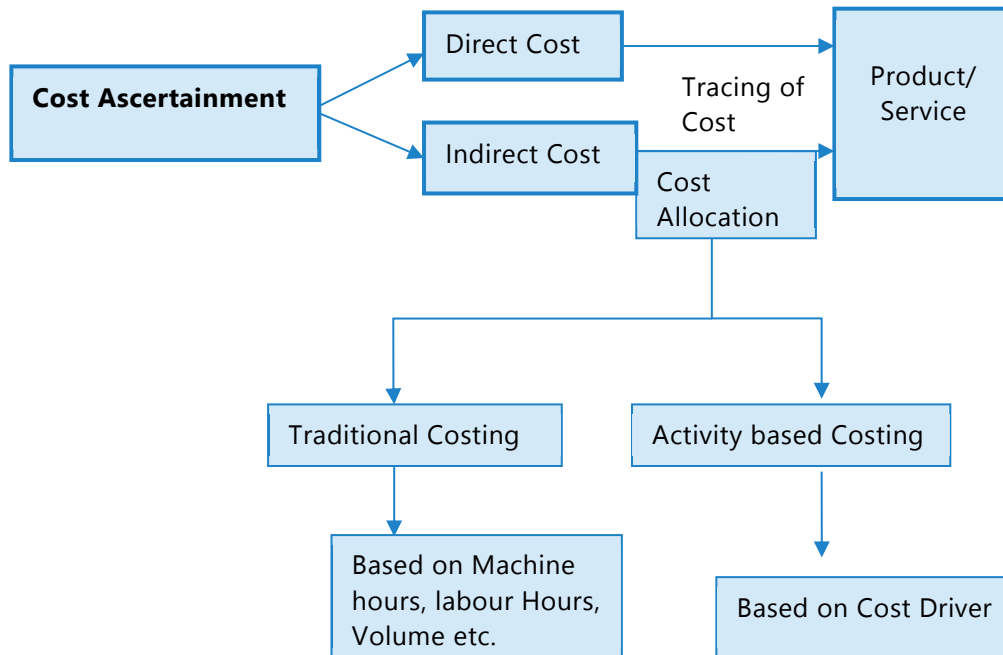 Direct Cost
Cost Ascertainment
Product/
Service
Tracing of
Cost
Indirect Cost
Cost
Allocation
Traditional Costing
Activity based Costing
Based on Machine
hours, labour Hours,
Volume etc.
Based on Cost Driver